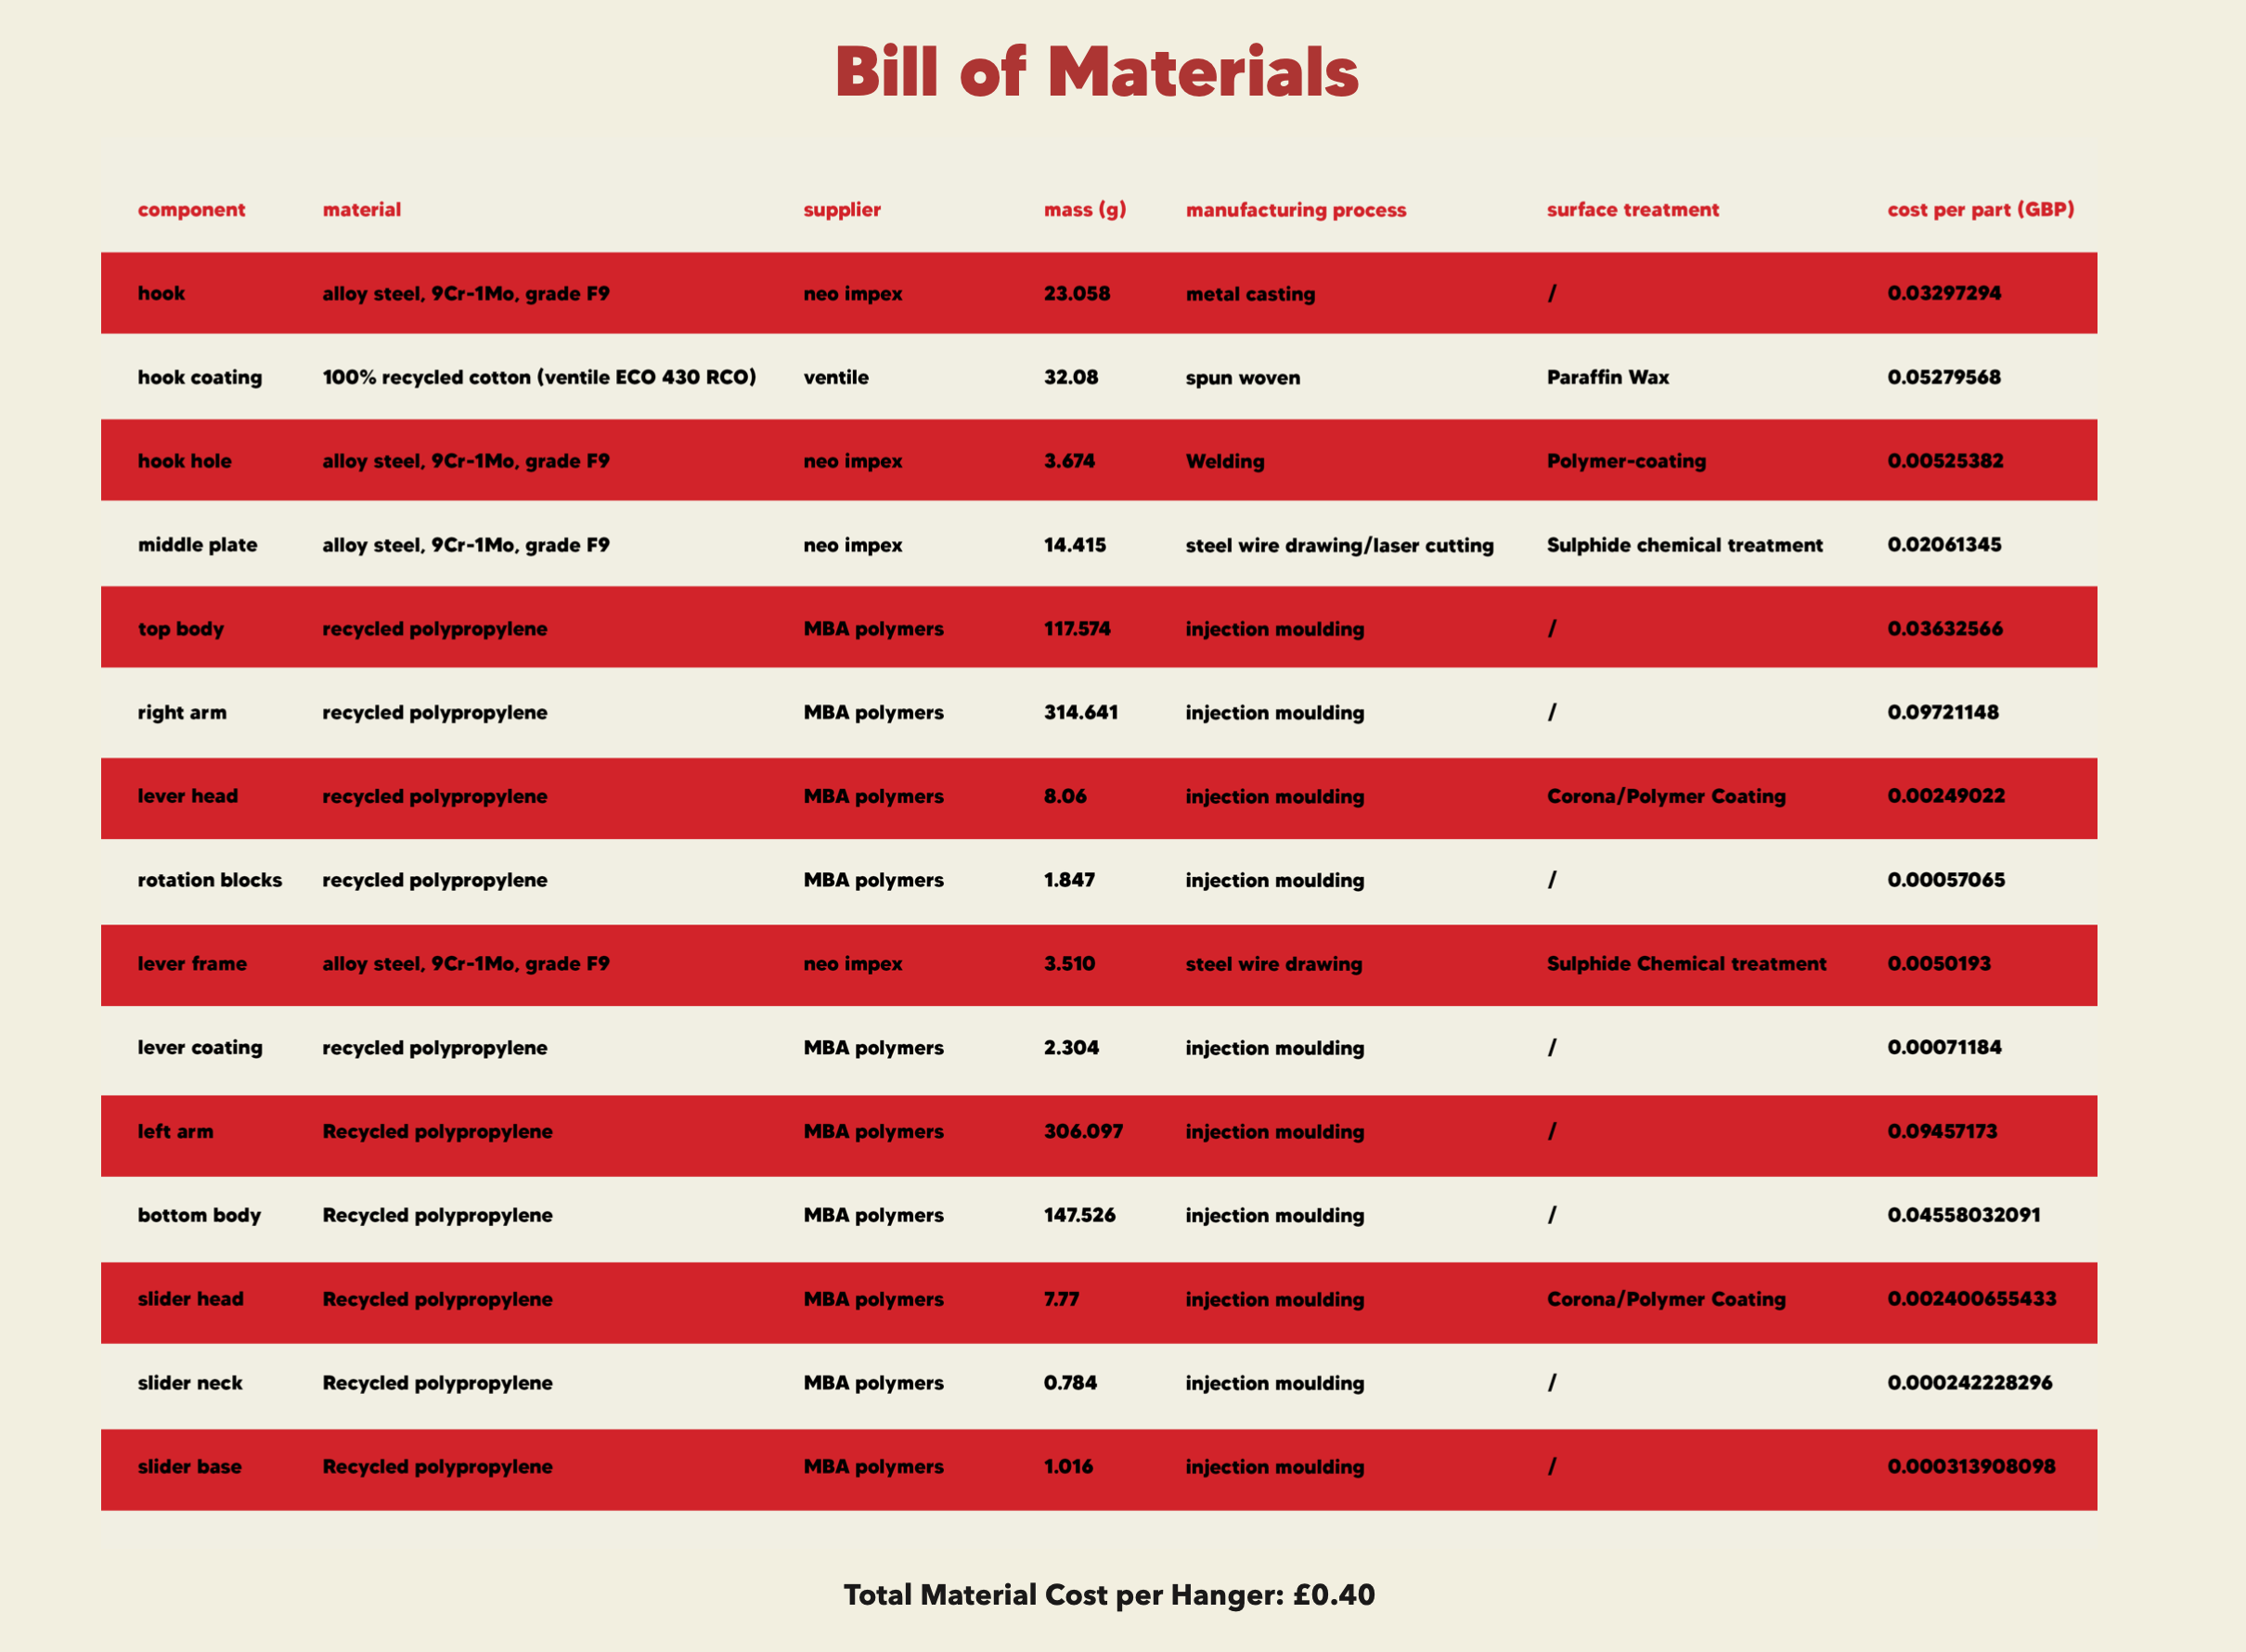 Bill of Materials
component material supplier mass (g) manufacturing process surface treatment cost per part (GBP)
hook alloy steel, 9Cr-1Mo, grade F9 neo impex 23.058 metal casting / 0.03297294
hook coating 100% recycled cotton (ventile ECO 430 RCO) ventile 32.08 spun woven Paraffin Wax 0.05279568
hook hole alloy steel, 9Cr-1Mo, grade F9 neo impex 3.674 Welding Polymer-coating 0.00525382
middle plate alloy steel, 9Cr-1Mo, grade F9 neo impex 14.415 steel wire drawing/laser cutting Sulphide chemical treatment 0.02061345
top body recycled polypropylene MBA polymers 117.574 injection moulding / 0.03632566
right arm recycled polypropylene MBA polymers 314.641 injection moulding / 0.09721148
lever head recycled polypropylene MBA polymers 8.06 injection moulding Corona/Polymer Coating 0.00249022
rotation blocks recycled polypropylene MBA polymers 1.847 injection moulding / 0.00057065
lever frame alloy steel, 9Cr-1Mo, grade F9 neo impex 3.510 steel wire drawing Sulphide Chemical treatment 0.0050193
lever coating recycled polypropylene MBA polymers 2.304 injection moulding / 0.00071184
left arm Recycled polypropylene MBA polymers 306.097 injection moulding / 0.09457173
bottom body Recycled polypropylene MBA polymers 147.526 injection moulding / 0.04558032091
slider head Recycled polypropylene MBA polymers 7.77 injection moulding Corona/Polymer Coating 0.002400655433
slider neck Recycled polypropylene MBA polymers 0.784 injection moulding / 0.000242228296
slider base Recycled polypropylene MBA polymers 1.016 injection moulding / 0.000313908098
Total Material Cost per Hanger: £0.40